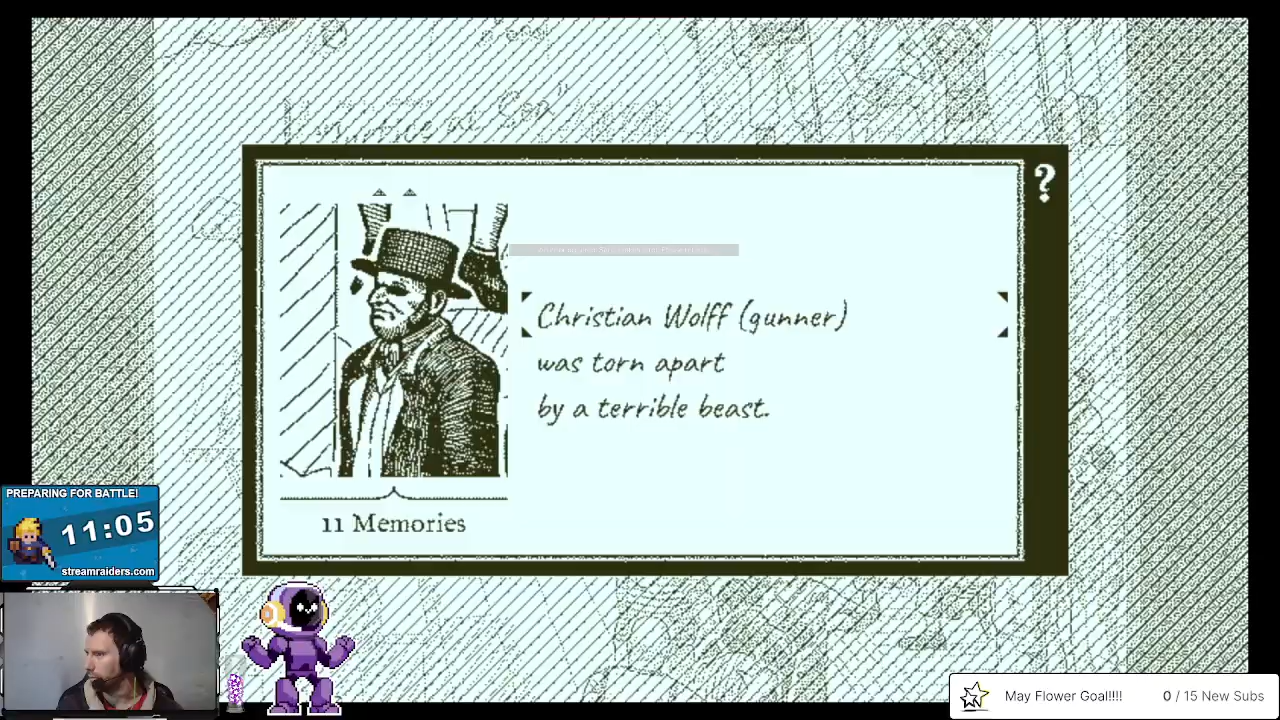 ?
Christian Wolff (gunner)
was torn apart
by a terrible beast.
11 Memories
PREPARING FOR BATTLE!
11:05
streamraiders.com
May Flower Goal!!!! 0 / 15 New Subs